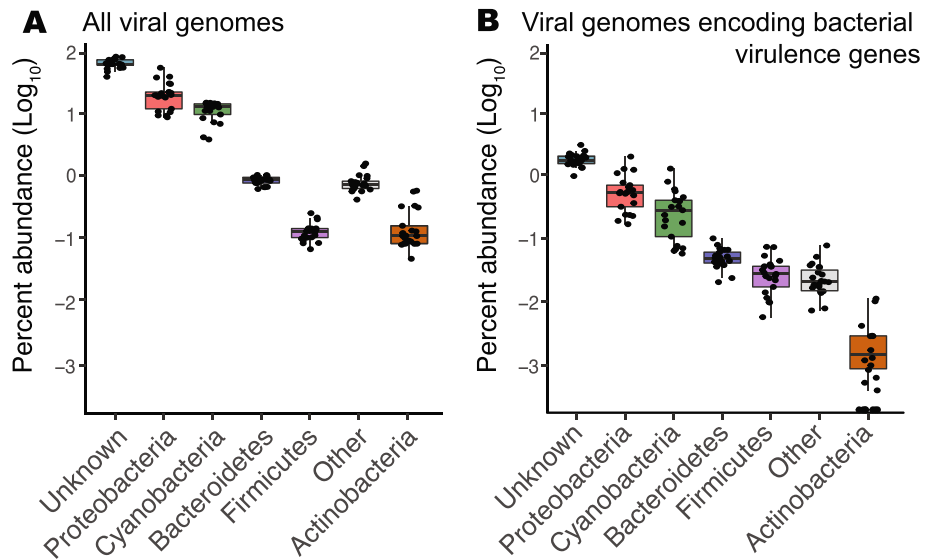 A All viral genomes
Percent abundance (Log10)
2
1
0
−1
−2
−3
Unknown
Proteobacteria
Cyanobacteria
Bacteroidetes
Firmicutes
Other
Actinobacteria
B Viral genomes encoding bacterial
virulence genes
Percent abundance (Log10)
2
1
0
−1
−2
−3
Unknown
Proteobacteria
Cyanobacteria
Bacteroidetes
Firmicutes
Other
Actinobacteria